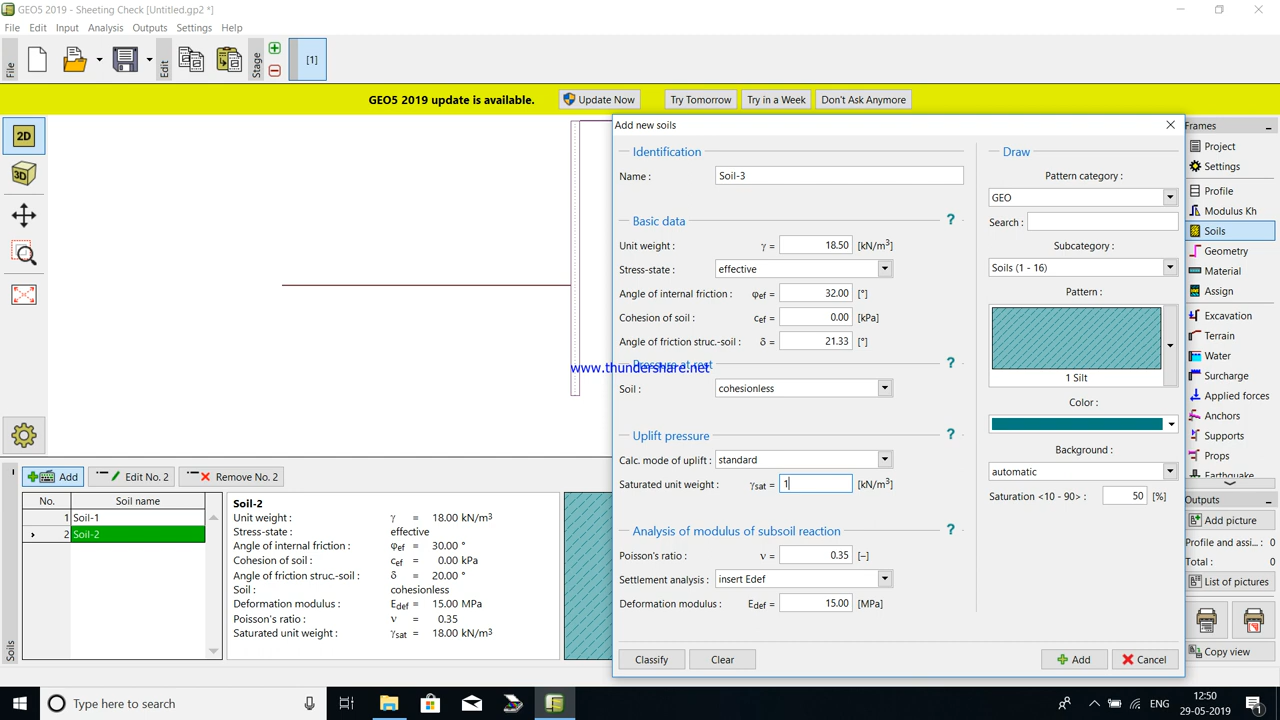 GEO5 2019 - Sheeting Check [Untitled.gp2 *]
File Edit Input Analysis Outputs Settings Help
File
Edit
Stage
[1]
GEO5 2019 update is available. Update Now Try Tomorrow Try in a Week Don't Ask Anymore
2D
3D
Add new soils
Identification
Name : Soil-3
Basic data ?
Unit weight : γ = 18.50 [kN/m³]
Stress-state : effective
Angle of internal friction : φef = 32.00 [°]
Cohesion of soil : cef = 0.00 [kPa]
Angle of friction struc.-soil : δ = 21.33 [°]
Pressure at rest ?
www.thundershare.net
Soil : cohesionless
Uplift pressure ?
Calc. mode of uplift : standard
Saturated unit weight : γsat = 1 [kN/m³]
Analysis of modulus of subsoil reaction ?
Poisson's ratio : ν = 0.35 [–]
Settlement analysis : insert Edef
Deformation modulus : Edef = 15.00 [MPa]
Classify Clear Add Cancel
Draw
Pattern category :
GEO
Search :
Subcategory :
Soils (1 - 16)
Pattern :
1 Silt
Color :
Background :
automatic
Saturation <10 - 90> : 50 [%]
Frames
Project
Settings
Profile
Modulus Kh
Soils
Geometry
Material
Assign
Excavation
Terrain
Water
Surcharge
Applied forces
Anchors
Supports
Props
Earthquake
Outputs
Add picture
Profile and assi... : 0
Total : 0
List of pictures
Copy view
Soils
Add Edit No. 2 Remove No. 2
No. Soil name
1 Soil-1
2 Soil-2
Soil-2
Unit weight : γ = 18.00 kN/m³
Stress-state : effective
Angle of internal friction : φef = 30.00 °
Cohesion of soil : cef = 0.00 kPa
Angle of friction struc.-soil : δ = 20.00 °
Soil : cohesionless
Deformation modulus : Edef = 15.00 MPa
Poisson's ratio : ν = 0.35
Saturated unit weight : γsat = 18.00 kN/m³
Type here to search
ENG
12:50
29-05-2019
1